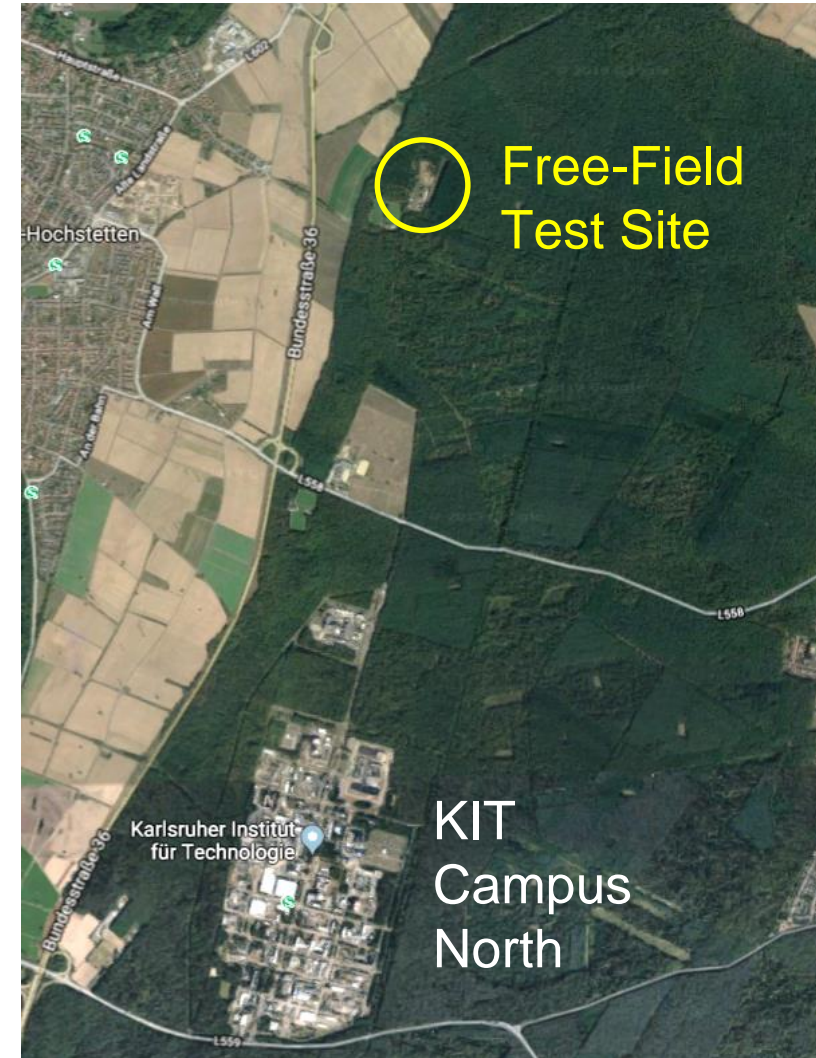 L602
Hauptstraße
Alte Landstraße
Free-Field
Test Site
-Hochstetten
Bundesstraße 36
Am Wall
An der Bahn
L558
L558
KIT
Campus
North
Karlsruher Institut
für Technologie
Bundesstraße 36
L559